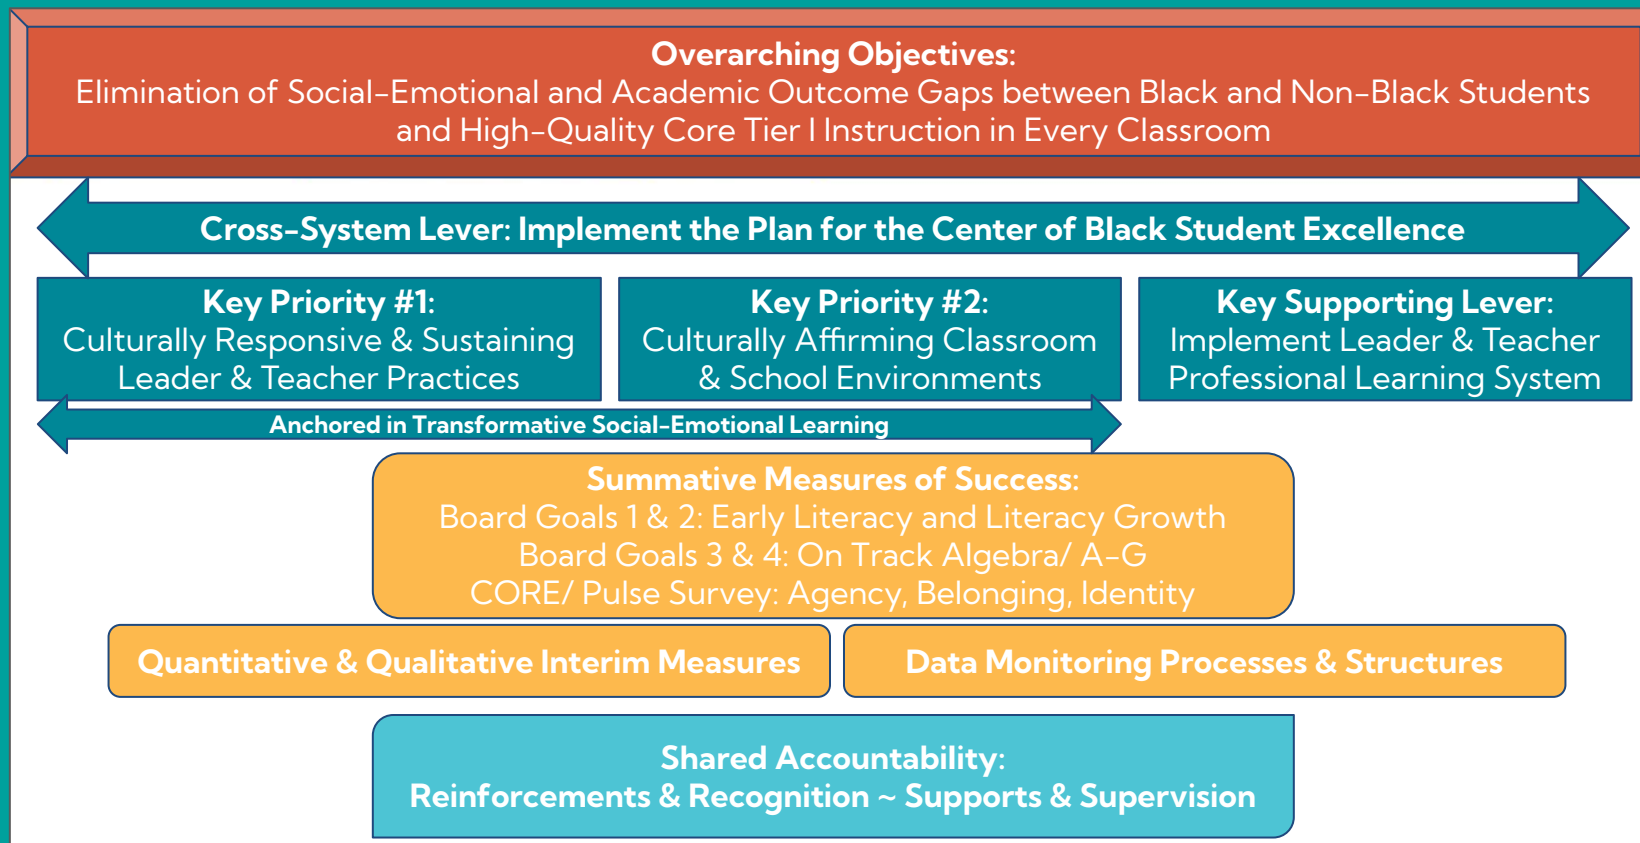 Overarching Objectives:
Elimination of Social-Emotional and Academic Outcome Gaps between Black and Non-Black Students
and High-Quality Core Tier I Instruction in Every Classroom
Cross-System Lever: Implement the Plan for the Center of Black Student Excellence
Key Priority #1:
Culturally Responsive & Sustaining
Leader & Teacher Practices
Key Priority #2:
Culturally Affirming Classroom
& School Environments
Key Supporting Lever:
Implement Leader & Teacher
Professional Learning System
Anchored in Transformative Social-Emotional Learning
Summative Measures of Success:
Board Goals 1 & 2: Early Literacy and Literacy Growth
Board Goals 3 & 4: On Track Algebra/ A-G
CORE/ Pulse Survey: Agency, Belonging, Identity
Quantitative & Qualitative Interim Measures
Data Monitoring Processes & Structures
Shared Accountability:
Reinforcements & Recognition ~ Supports & Supervision